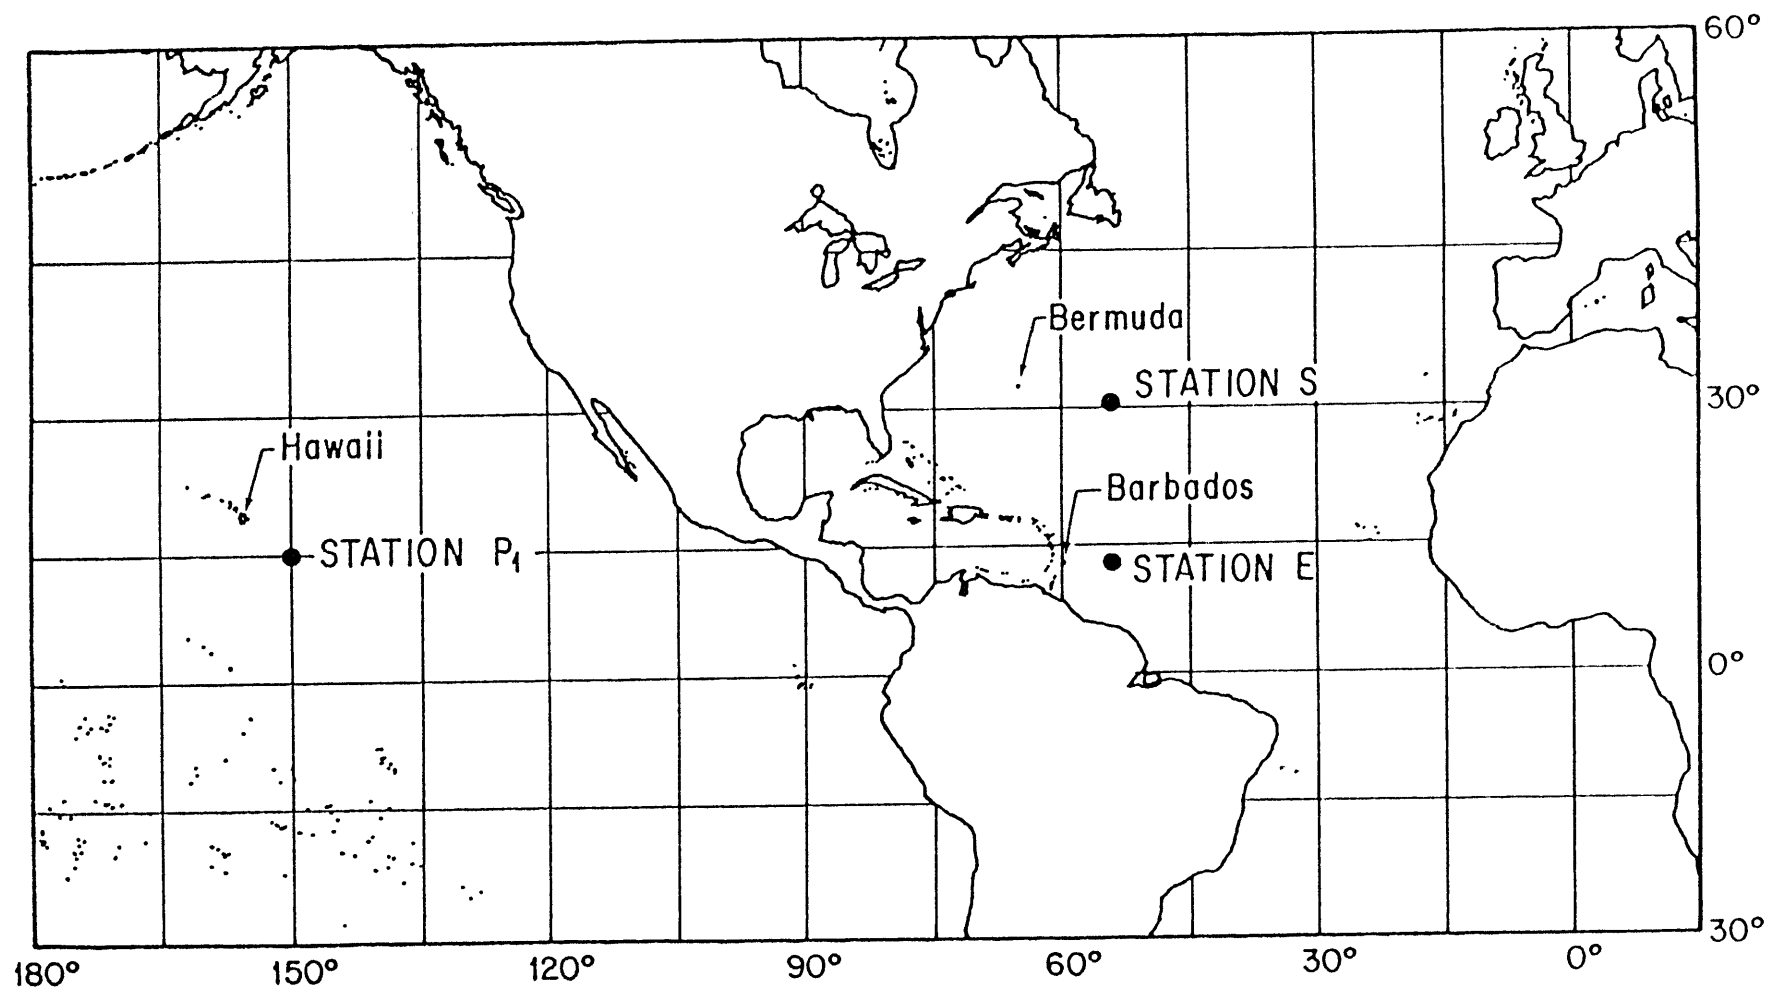 60°
Bermuda
STATION S
30°
Hawaii
Barbados
STATION P₁
STATION E
0°
30°
180° 150° 120° 90° 60° 30° 0°